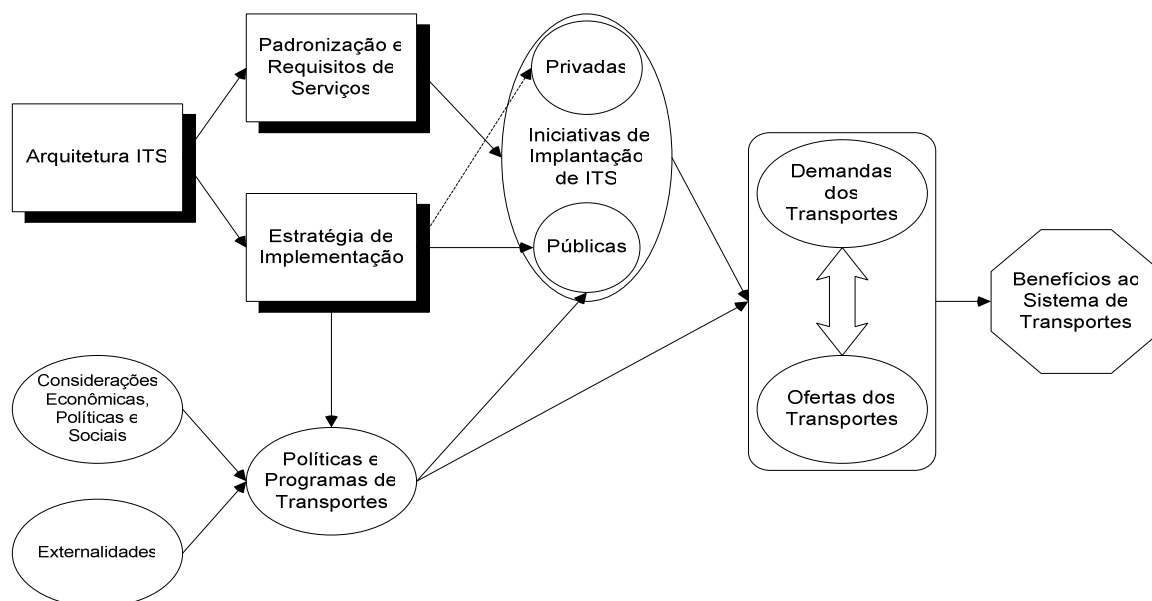 Padronização e
Requisitos de
Serviços
Privadas
Arquitetura ITS
Iniciativas de
Implantação
de ITS
Estratégia de
Implementação
Públicas
Demandas
dos
Transportes
Benefícios ao
Sistema de
Transportes
Ofertas dos
Transportes
Considerações
Econômicas,
Políticas e
Sociais
Políticas e
Programas de
Transportes
Externalidades